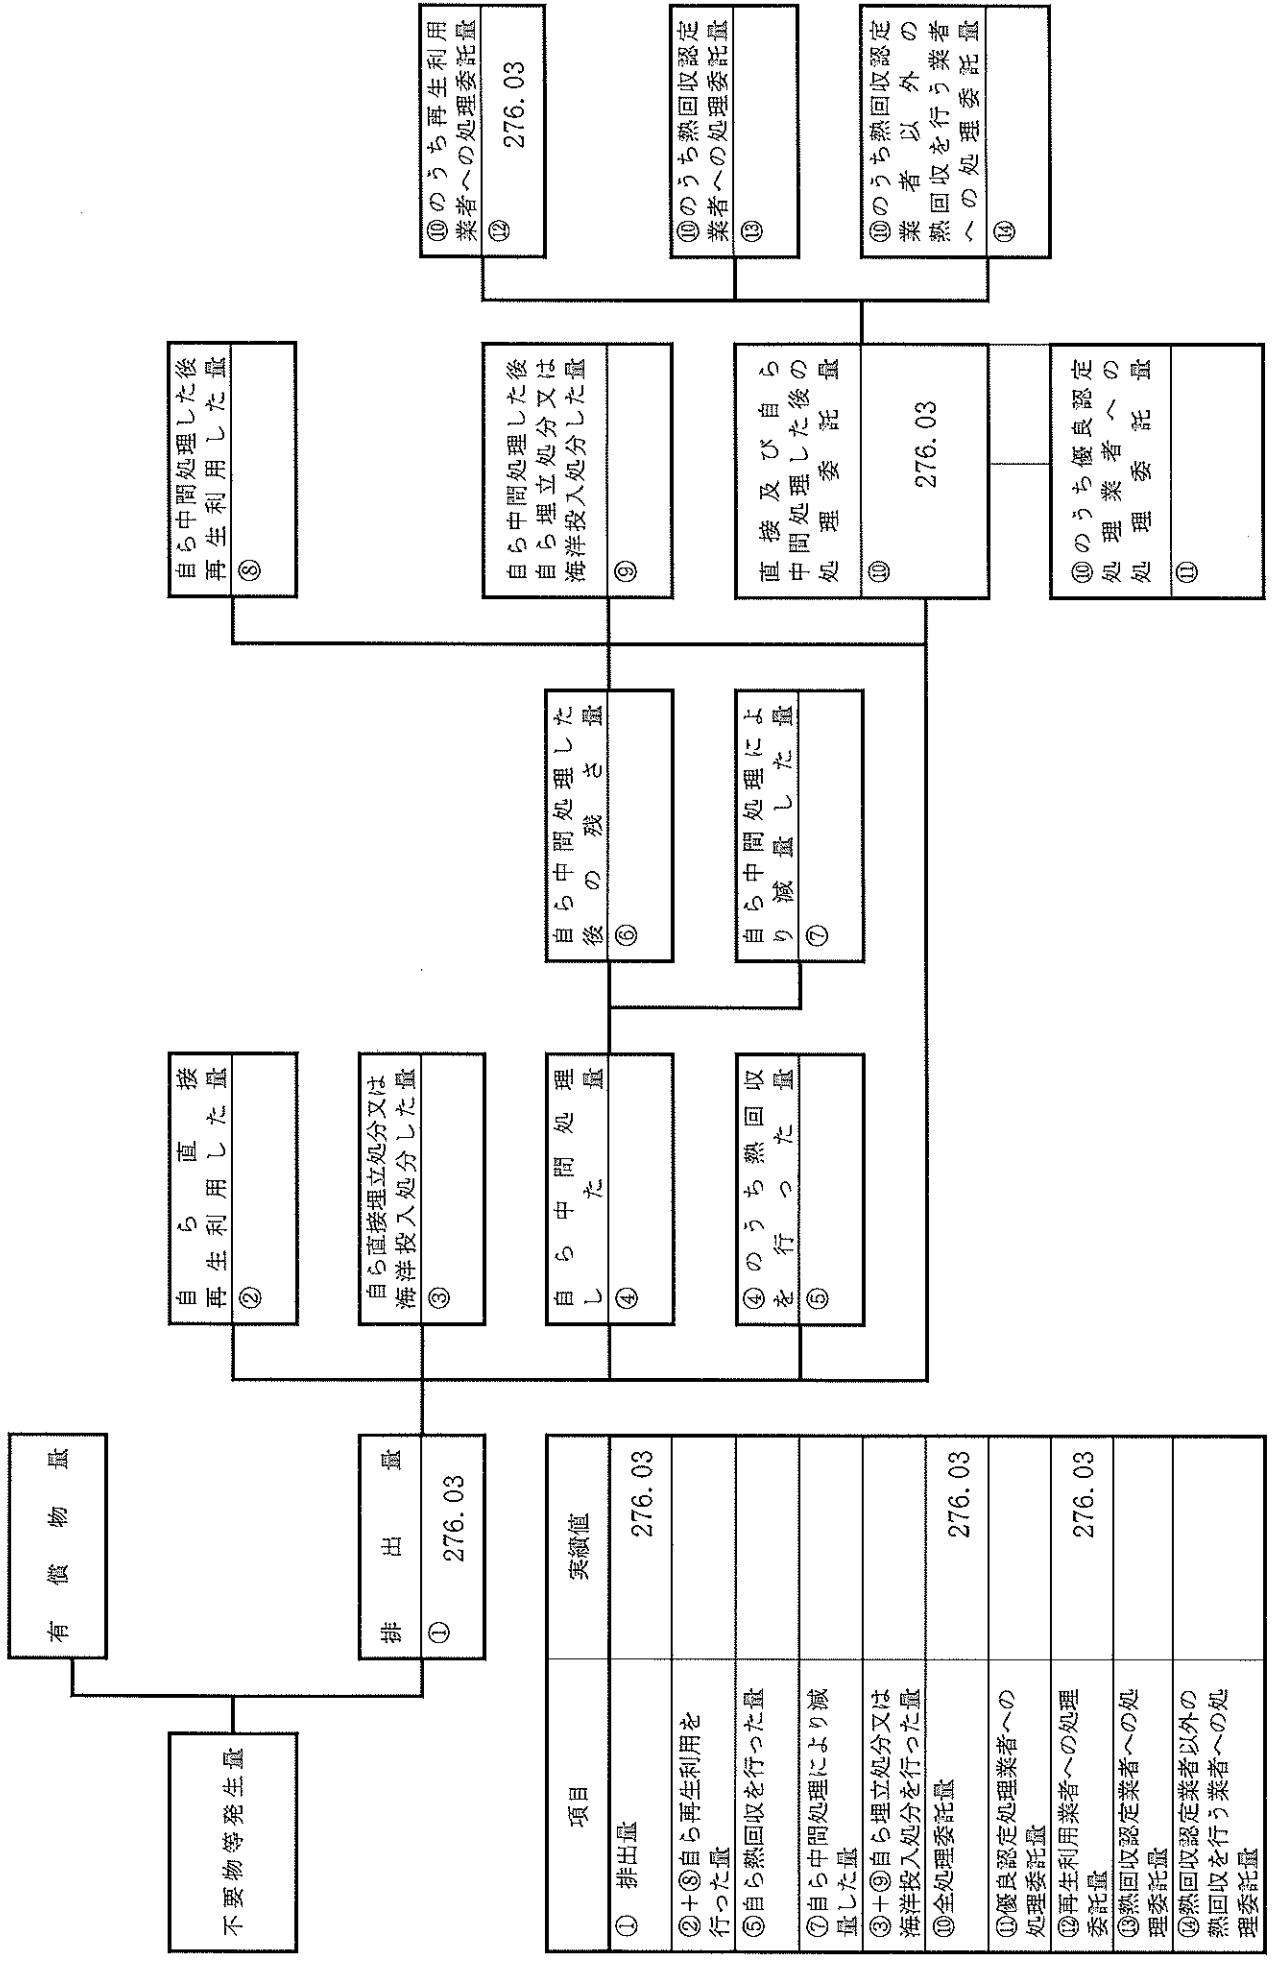 不要物等発生量
有償物量
排出量
① 276.03
自ら直接
再生利用した量
②
自ら直接埋立処分又は
海洋投入処分した量
③
自ら中間処理
した量
④
④のうち熱回収
を行った量
⑤
自ら中間処理した
後の残さ量
⑥
自ら中間処理によ
り減量した量
⑦
自ら中間処理した後
再生利用した量
⑧
自ら中間処理した後
自ら埋立処分又は
海洋投入処分した量
⑨
直接及び自ら
中間処理した後の
処理委託量
⑩
276.03
⑩のうち優良認定
処理業者への
処理委託量
⑪
⑩のうち再生利用
業者への処理委託量
⑫ 276.03
⑩のうち熱回収認定
業者への処理委託量
⑬
⑩のうち熱回収認定
業者以外の
熱回収を行う業者
への処理委託量
⑭
項目 実績値
① 排出量 276.03
②+⑧自ら再生利用を
行った量
⑤自ら熱回収を行った量
⑦自ら中間処理により減
量した量
③+⑨自ら埋立処分又は
海洋投入処分を行った量
⑩全処理委託量 276.03
⑪優良認定処理業者への
処理委託量
⑫再生利用業者への処理
委託量 276.03
⑬熱回収認定業者への処
理委託量
⑭熱回収認定業者以外の
熱回収を行う業者への処
理委託量